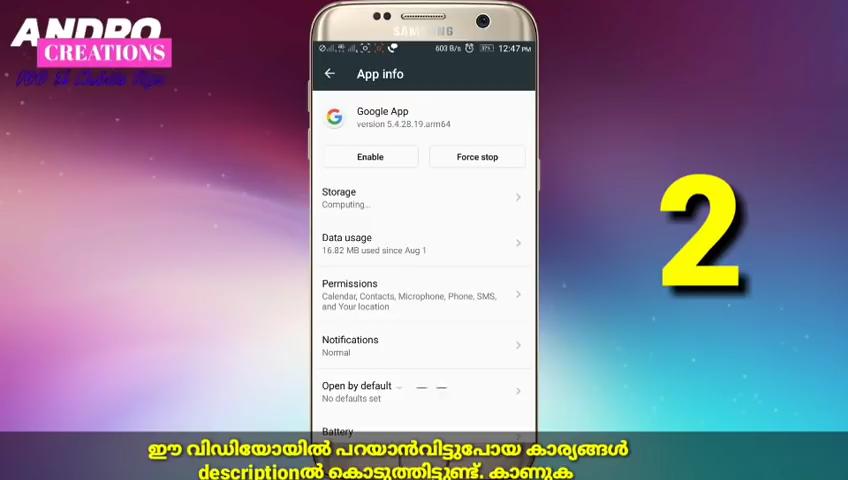 ANDRO
CREATIONS
SAMSUNG
603 B/s 37% 12:47 PM
App info
Google App
version 5.4.28.19.arm64
Enable
Force stop
Storage
Computing...
Data usage
16.82 MB used since Aug 1
Permissions
Calendar, Contacts, Microphone, Phone, SMS,
and Your location
Notifications
Normal
Open by default
No defaults set
Battery
2
ഈ വിഡിയോയിൽ പറയാൻവിട്ടുപോയ കാര്യങ്ങൾ
descriptionൽ കൊടുത്തിട്ടുണ്ട്. കാണുക